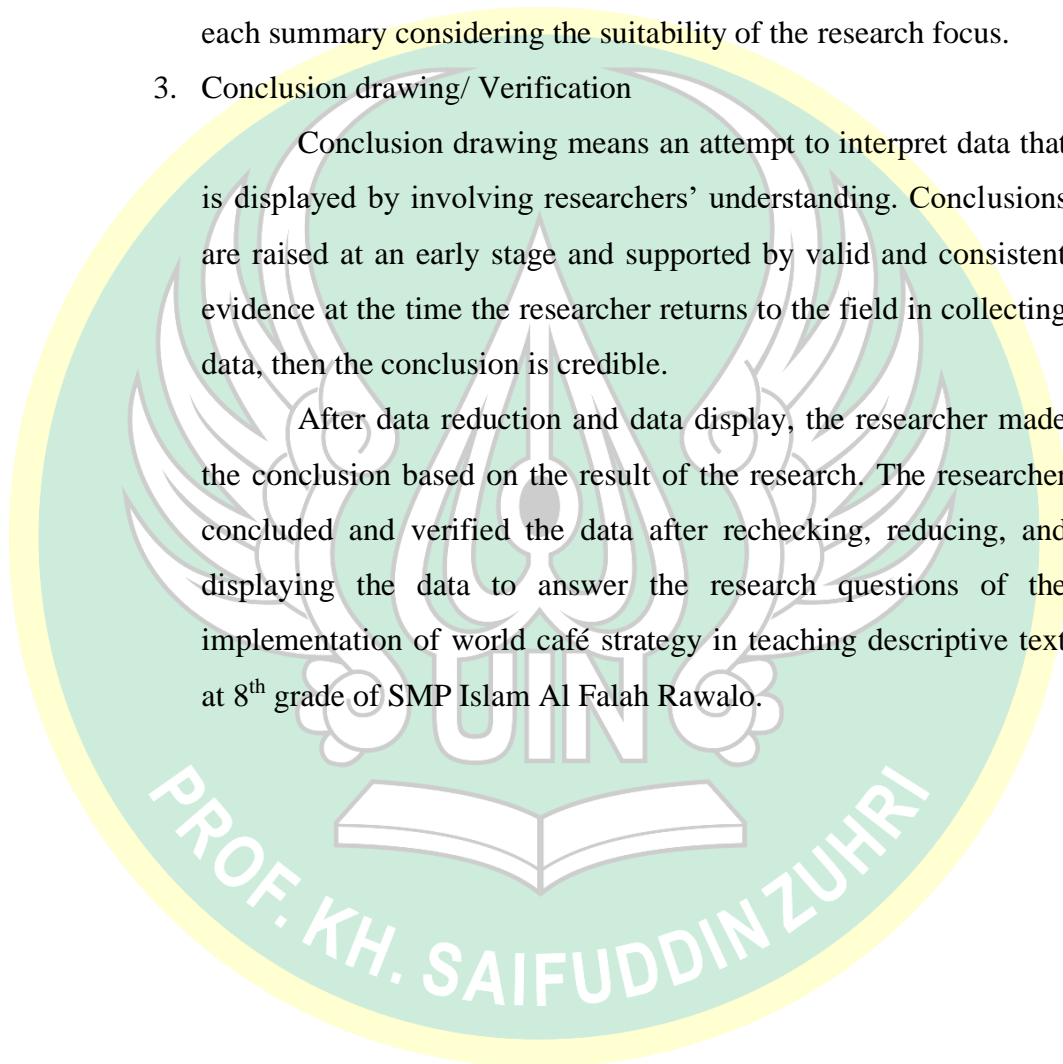 each summary considering the suitability of the research focus.
3. Conclusion drawing/ Verification
Conclusion drawing means an attempt to interpret data that
is displayed by involving researchers’ understanding. Conclusions
are raised at an early stage and supported by valid and consistent
evidence at the time the researcher returns to the field in collecting
data, then the conclusion is credible.
After data reduction and data display, the researcher made
the conclusion based on the result of the research. The researcher
concluded and verified the data after rechecking, reducing, and
displaying the data to answer the research questions of the
implementation of world café strategy in teaching descriptive text
at 8th grade of SMP Islam Al Falah Rawalo.
UIN
PROF. KH. SAIFUDDIN ZUHRI